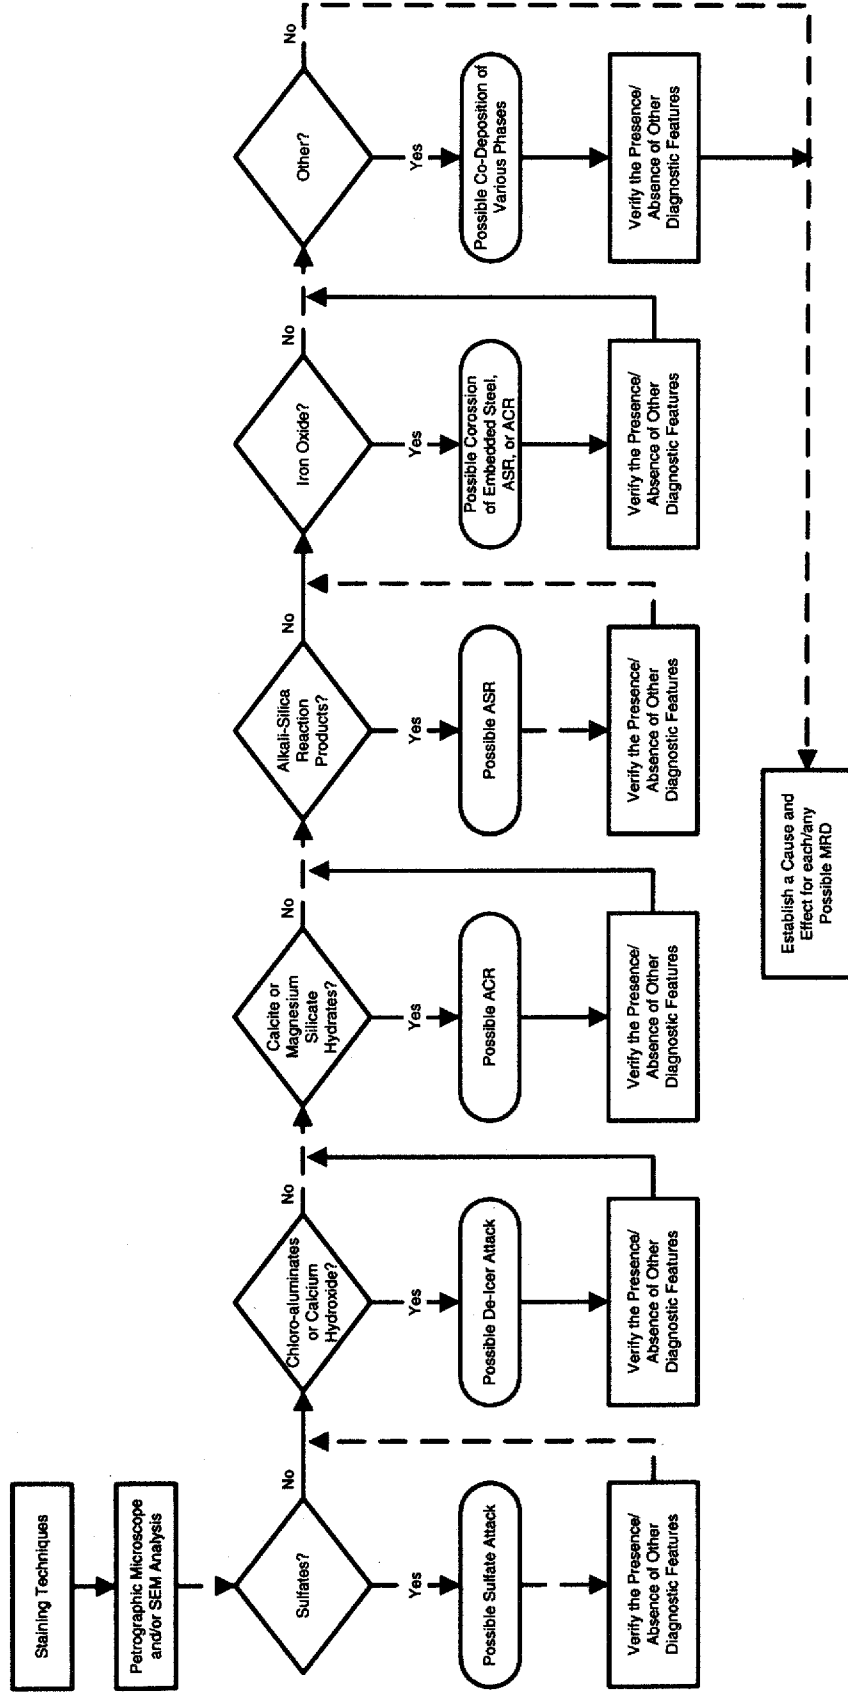 Staining Techniques
Petrographic Microscope
and/or SEM Analysis
Sulfates?
No
Yes
Possible Sulfate Attack
Verify the Presence/
Absence of Other
Diagnostic Features
Chloro-aluminates
or Calcium
Hydroxide?
No
Yes
Possible De-Icer Attack
Verify the Presence/
Absence of Other
Diagnostic Features
Calcite or
Magnesium
Silicate
Hydrates?
No
Yes
Possible ACR
Verify the Presence/
Absence of Other
Diagnostic Features
Alkali-Silica
Reaction
Products?
No
Yes
Possible ASR
Verify the Presence/
Absence of Other
Diagnostic Features
Iron Oxide?
No
Yes
Possible Corossion
of Embedded Steel,
ASR, or ACR
Verify the Presence/
Absence of Other
Diagnostic Features
Other?
No
Yes
Possible Co-Deposition of
Various Phases
Verify the Presence/
Absence of Other
Diagnostic Features
Establish a Cause and
Effect for each/any
Possible MRD